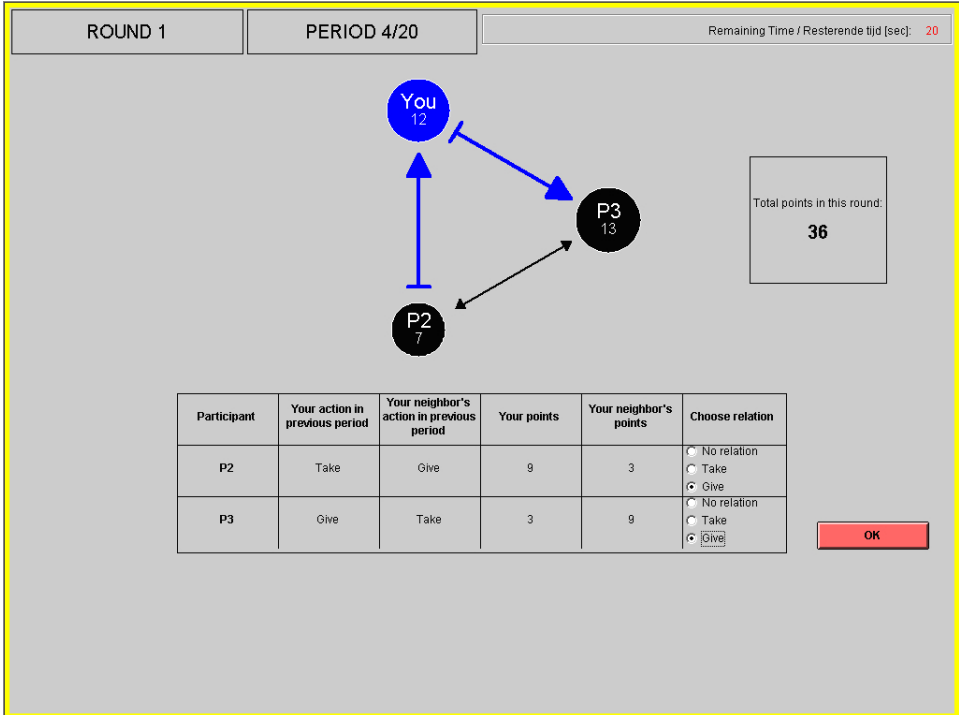 ROUND 1
PERIOD 4/20
Remaining Time / Resterende tijd [sec]: 20
You
12
P3
13
P2
7
Total points in this round:
36
Participant
Your action in
previous period
Your neighbor's
action in previous
period
Your points
Your neighbor's
points
Choose relation
P2
Take
Give
9
3
No relation
Take
Give
P3
Give
Take
3
9
No relation
Take
Give
OK